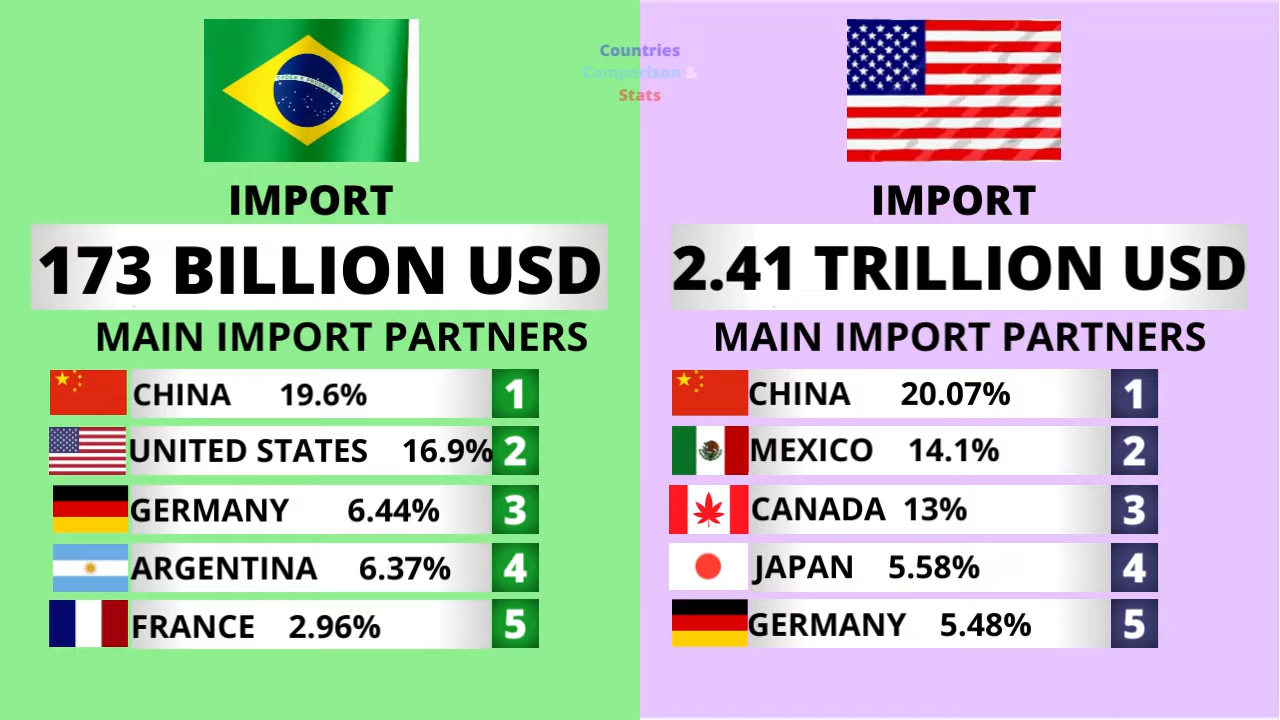 Countries
Comparison &
Stats
IMPORT
173 BILLION USD
MAIN IMPORT PARTNERS
CHINA 19.6% 1
UNITED STATES 16.9% 2
GERMANY 6.44% 3
ARGENTINA 6.37% 4
FRANCE 2.96% 5
IMPORT
2.41 TRILLION USD
MAIN IMPORT PARTNERS
CHINA 20.07% 1
MEXICO 14.1% 2
CANADA 13% 3
JAPAN 5.58% 4
GERMANY 5.48% 5